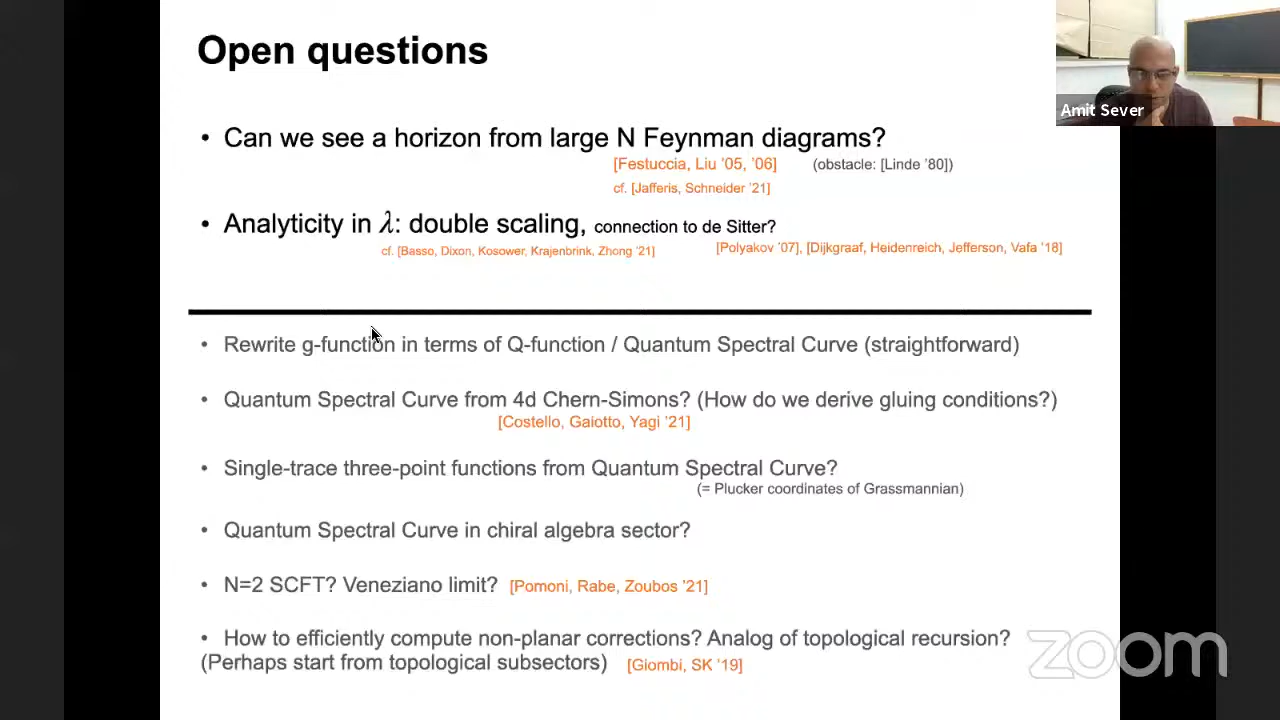 Open questions
Amit Sever
• Can we see a horizon from large N Feynman diagrams?
[Festuccia, Liu '05, '06] (obstacle: [Linde '80])
cf. [Jafferis, Schneider '21]
• Analyticity in λ: double scaling, connection to de Sitter?
cf. [Basso, Dixon, Kosower, Krajenbrink, Zhong '21] [Polyakov '07], [Dijkgraaf, Heidenreich, Jefferson, Vafa '18]
• Rewrite g-function in terms of Q-function / Quantum Spectral Curve (straightforward)
• Quantum Spectral Curve from 4d Chern-Simons? (How do we derive gluing conditions?)
[Costello, Gaiotto, Yagi '21]
• Single-trace three-point functions from Quantum Spectral Curve?
(= Plucker coordinates of Grassmannian)
• Quantum Spectral Curve in chiral algebra sector?
• N=2 SCFT? Veneziano limit? [Pomoni, Rabe, Zoubos '21]
• How to efficiently compute non-planar corrections? Analog of topological recursion?
(Perhaps start from topological subsectors) [Giombi, SK '19]
zoom